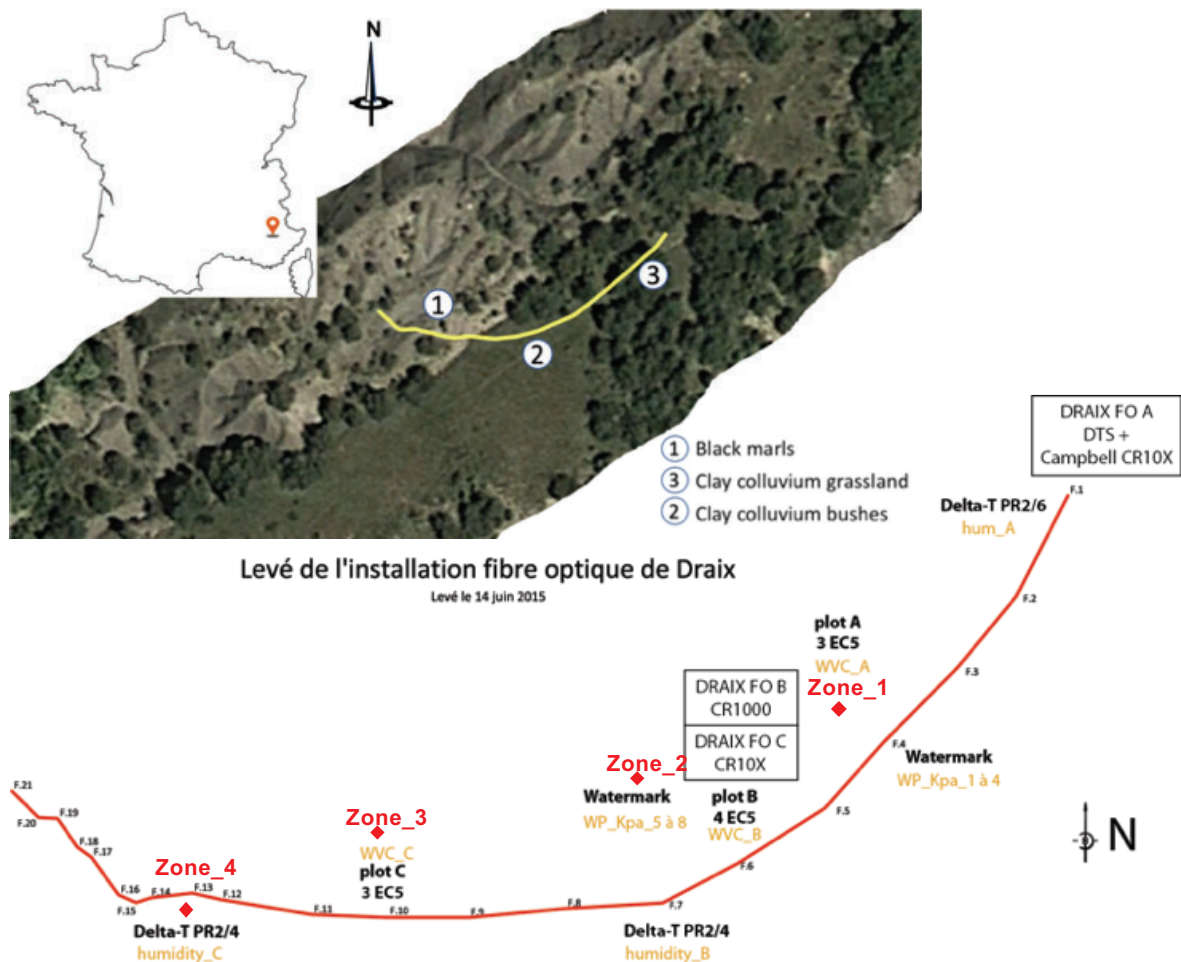 N
1
3
2
1 Black marls
3 Clay colluvium grassland
2 Clay colluvium bushes
DRAIX FO A
DTS +
Campbell CR10X
F.1
Delta-T PR2/6
hum_A
Levé de l'installation fibre optique de Draix
Levé le 14 juin 2015
F.2
plot A
3 EC5
WVC_A
F.3
Zone_1
DRAIX FO B
CR1000
DRAIX FO C
CR10X
F.4
Watermark
WP_Kpa_1 à 4
Zone_2
Watermark
WP_Kpa_5 à 8
plot B
4 EC5
WVC_B
F.5
N
F.6
F.21
F.20
F.19
F.18
F.17
Zone_3
WVC_C
plot C
3 EC5
Zone_4
F.16
F.15
F.14
F.13
F.12
F.11
F.10
F.9
F.8
F.7
Delta-T PR2/4
humidity_C
Delta-T PR2/4
humidity_B